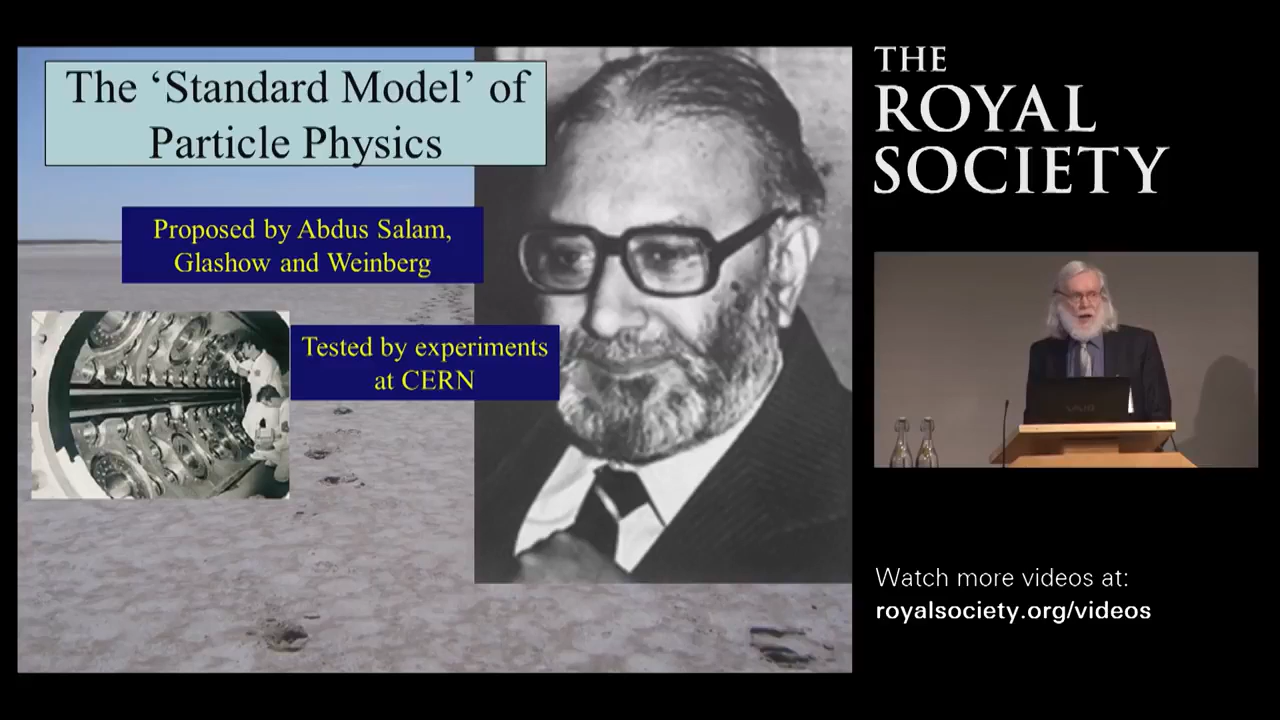 The ‘Standard Model’ of
Particle Physics
Proposed by Abdus Salam,
Glashow and Weinberg
Tested by experiments
at CERN
THE
ROYAL
SOCIETY
VAIO
Watch more videos at:
royalsociety.org/videos